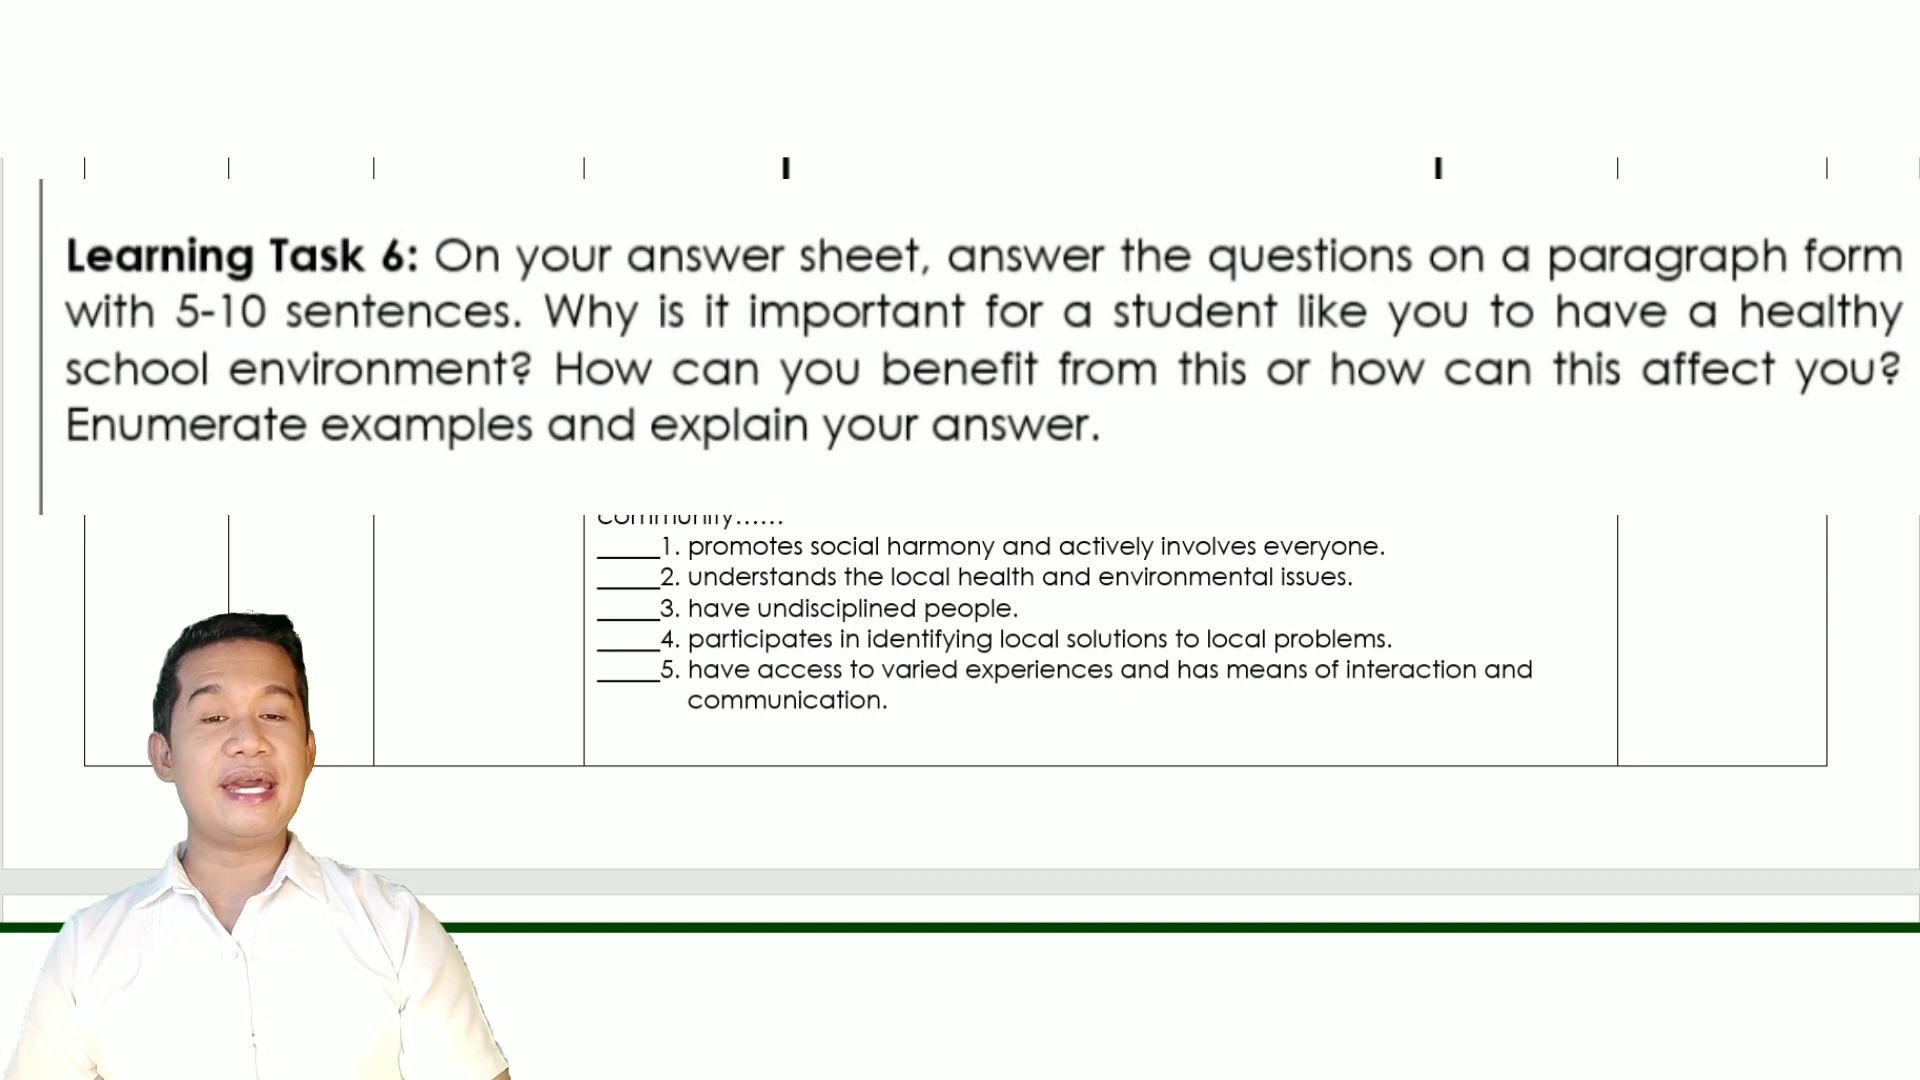 Learning Task 6: On your answer sheet, answer the questions on a paragraph form
with 5-10 sentences. Why is it important for a student like you to have a healthy
school environment? How can you benefit from this or how can this affect you?
Enumerate examples and explain your answer.
community......
_____1. promotes social harmony and actively involves everyone.
_____2. understands the local health and environmental issues.
_____3. have undisciplined people.
_____4. participates in identifying local solutions to local problems.
_____5. have access to varied experiences and has means of interaction and
communication.